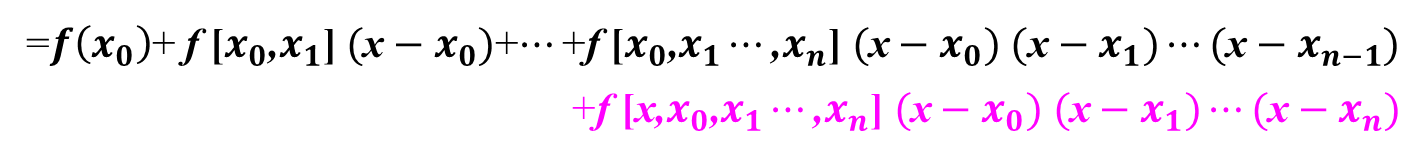 =f(x₀)+f[x₀,x₁](x−x₀)+⋯+f[x₀,x₁⋯,xₙ](x−x₀)(x−x₁)⋯(x−xₙ₋₁)
+f[x,x₀,x₁⋯,xₙ](x−x₀)(x−x₁)⋯(x−xₙ)